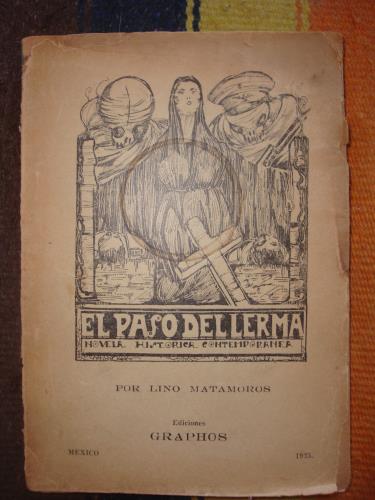 EL PASO DEL LERMA
NOVELA HISTORICA CONTEMPORANEA
POR LINO MATAMOROS
Ediciones
GRAPHOS
MEXICO 1935.